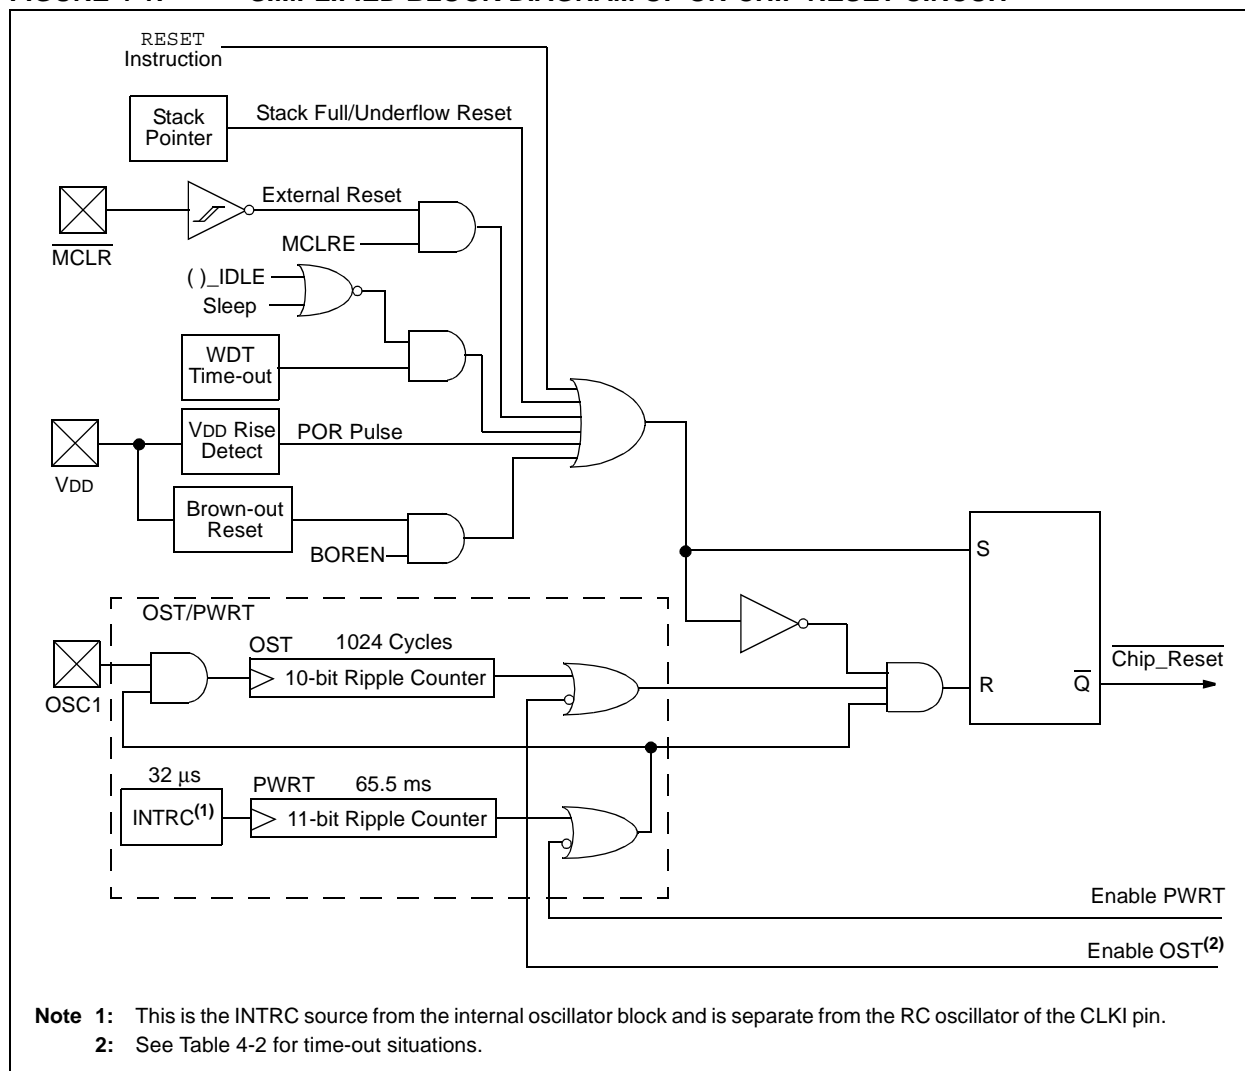 RESET
Instruction
Stack
Pointer
Stack Full/Underflow Reset
External Reset
MCLR
MCLRE
( )_IDLE
Sleep
WDT
Time-out
VDD
VDD Rise
Detect
POR Pulse
Brown-out
Reset
BOREN
S
OST/PWRT
OST
1024 Cycles
10-bit Ripple Counter
OSC1
R
Q
Chip_Reset
32 μs
INTRC(1)
PWRT
65.5 ms
11-bit Ripple Counter
Enable PWRT
Enable OST(2)
Note 1: This is the INTRC source from the internal oscillator block and is separate from the RC oscillator of the CLKI pin.
2: See Table 4-2 for time-out situations.